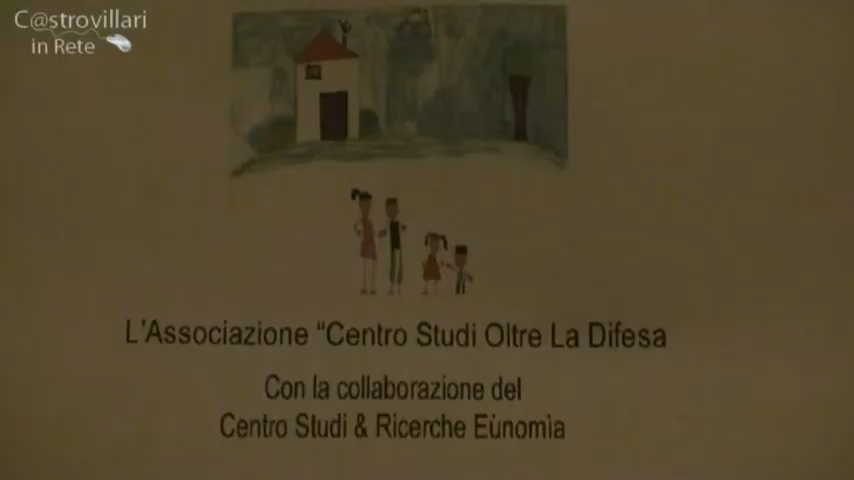 C@strovillari
in Rete
L'Associazione "Centro Studi Oltre La Difesa
Con la collaborazione del
Centro Studi & Ricerche Eùnomìa